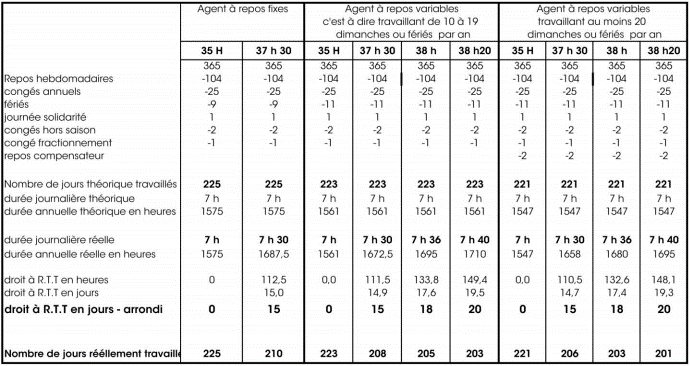 Agent à repos fixes Agent à repos variables Agent à repos variables
c'est à dire travaillant de 10 à 19 travaillant au moins 20
dimanches ou fériés par an dimanches ou fériés par an
35 H 37 h 30 35 H 37 h 30 38 h 38 h20 35 H 37 h 30 38 h 38 h20
365 365 365 365 365 365 365 365 365 365
Repos hebdomadaires -104 -104 -104 -104 -104 -104 -104 -104 -104 -104
congés annuels -25 -25 -25 -25 -25 -25 -25 -25 -25 -25
fériés -9 -9 -11 -11 -11 -11 -11 -11 -11 -11
journée solidarité 1 1 1 1 1 1 1 1 1 1
congés hors saison -2 -2 -2 -2 -2 -2 -2 -2 -2 -2
congé fractionnement -1 -1 -1 -1 -1 -1 -1 -1 -1 -1
repos compensateur -2 -2 -2 -2
Nombre de jours théorique travaillés 225 225 223 223 223 223 221 221 221 221
durée journalière théorique 7 h 7 h 7 h 7 h 7 h 7 h 7 h 7 h 7 h 7 h
durée annuelle théorique en heures 1575 1575 1561 1561 1561 1561 1547 1547 1547 1547
durée journalière réelle 7 h 7 h 30 7 h 7 h 30 7 h 36 7 h 40 7 h 7 h 30 7 h 36 7 h 40
durée annuelle réelle en heures 1575 1687,5 1561 1672,5 1695 1710 1547 1658 1680 1695
droit à R.T.T en heures 0 112,5 0,0 111,5 133,8 149,4 0,0 110,5 132,6 148,1
droit à R.T.T en jours 15,0 14,9 17,6 19,5 14,7 17,4 19,3
droit à R.T.T en jours - arrondi 0 15 0 15 18 20 0 15 18 20
Nombre de jours réellement travaille 225 210 223 208 205 203 221 206 203 201